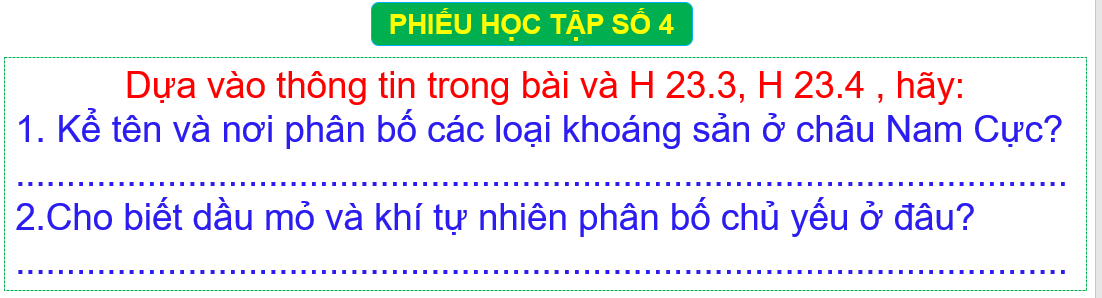 PHIẾU HỌC TẬP SỐ 4
Dựa vào thông tin trong bài và H 23.3, H 23.4 , hãy:
1. Kể tên và nơi phân bố các loại khoáng sản ở châu Nam Cực?
................................................................................................
2.Cho biết dầu mỏ và khí tự nhiên phân bố chủ yếu ở đâu?
................................................................................................